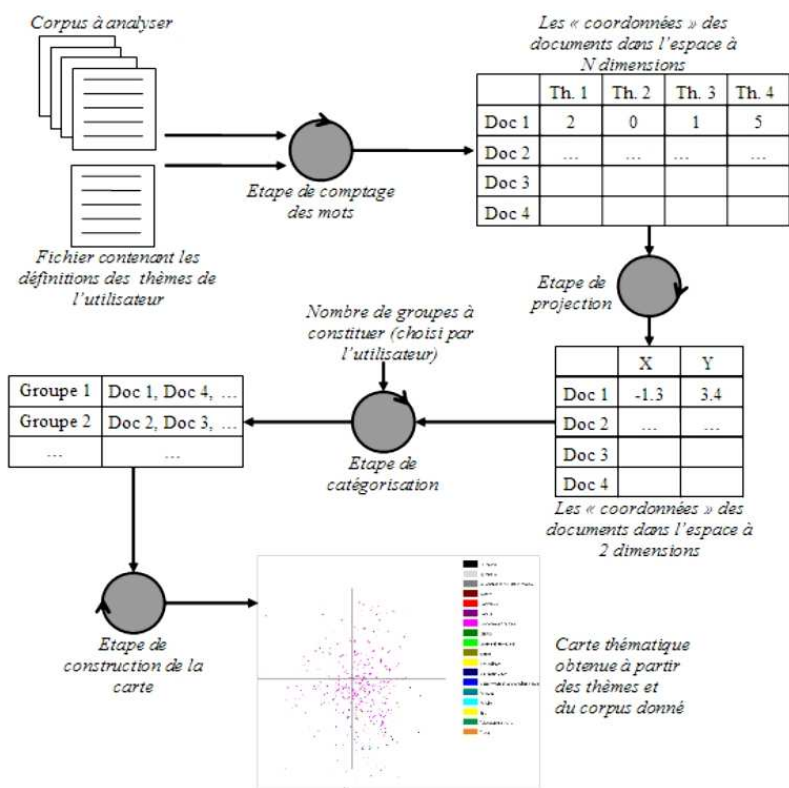 Corpus à analyser
Les « coordonnées » des
documents dans l'espace à
N dimensions
Th. 1 Th. 2 Th. 3 Th. 4
Doc 1 2 0 1 5
Doc 2 ... ... ... ...
Doc 3
Doc 4
Etape de comptage
des mots
Fichier contenant les
définitions des thèmes de
l'utilisateur
Etape de
projection
Nombre de groupes à
constituer (choisi par
l'utilisateur)
X Y
Doc 1 -1.3 3.4
Doc 2 ... ...
Doc 3
Doc 4
Les « coordonnées » des
documents dans l'espace à
2 dimensions
Etape de
catégorisation
Groupe 1 Doc 1, Doc 4, ...
Groupe 2 Doc 2, Doc 3, ...
... ...
Etape de
construction de la
carte
Carte thématique
obtenue à partir
des thèmes et
du corpus donné